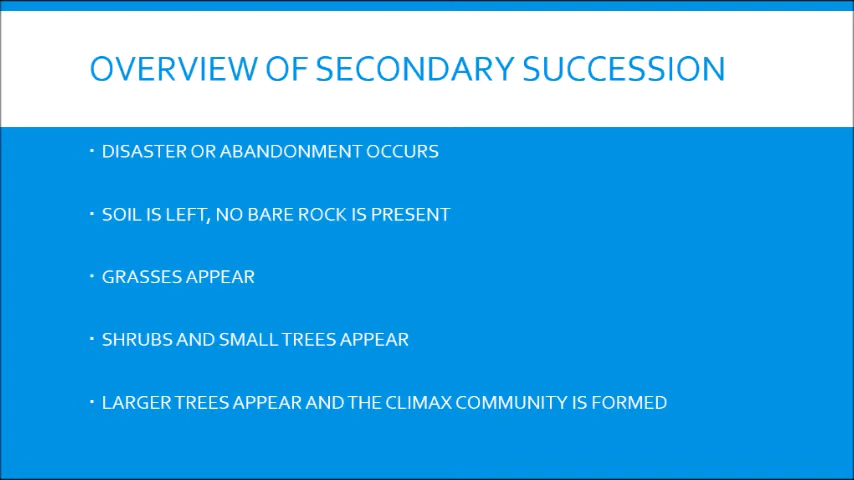 OVERVIEW OF SECONDARY SUCCESSION
· DISASTER OR ABANDONMENT OCCURS
· SOIL IS LEFT, NO BARE ROCK IS PRESENT
· GRASSES APPEAR
· SHRUBS AND SMALL TREES APPEAR
· LARGER TREES APPEAR AND THE CLIMAX COMMUNITY IS FORMED